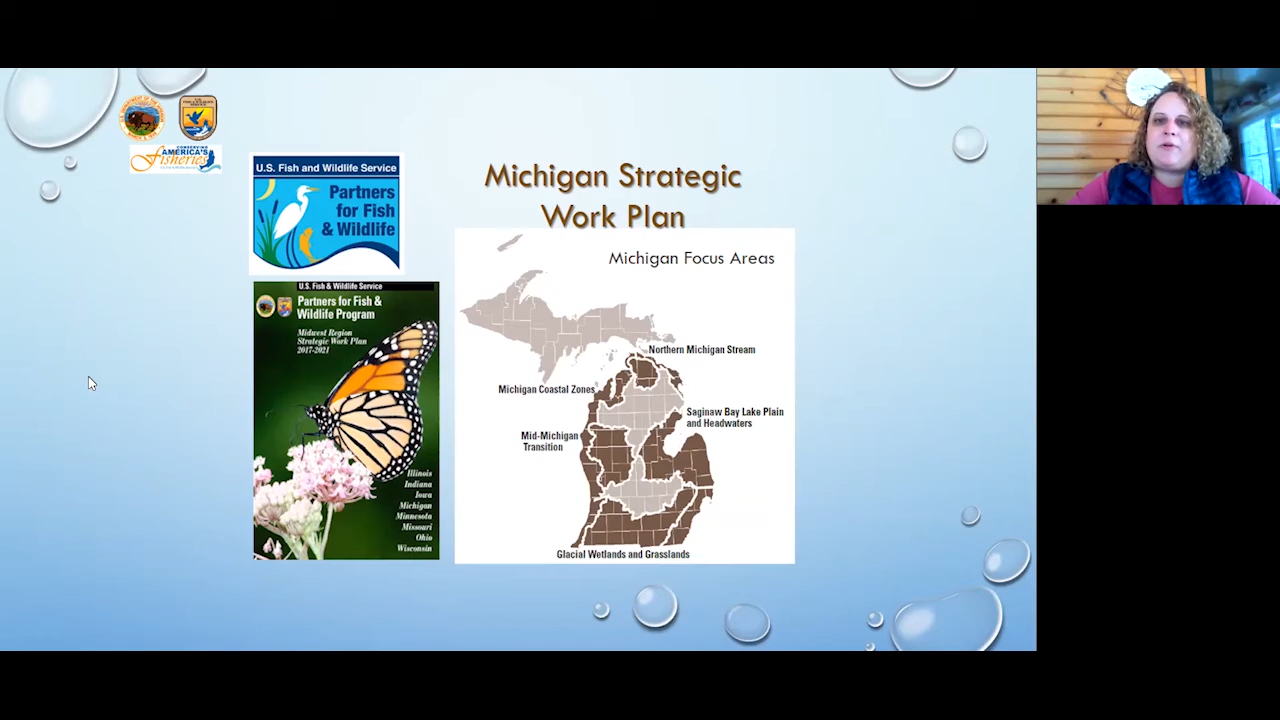 CONSERVING
AMERICA'S
Fisheries
U.S. Fish and Wildlife Service
Partners
for Fish
& Wildlife
Michigan Strategic
Work Plan
U.S. Fish & Wildlife Service
Partners for Fish &
Wildlife Program
Midwest Region
Strategic Work Plan
2017-2021
Illinois
Indiana
Iowa
Michigan
Minnesota
Missouri
Ohio
Wisconsin
Michigan Focus Areas
Northern Michigan Stream
Michigan Coastal Zones
Saginaw Bay Lake Plain
and Headwaters
Mid-Michigan
Transition
Glacial Wetlands and Grasslands